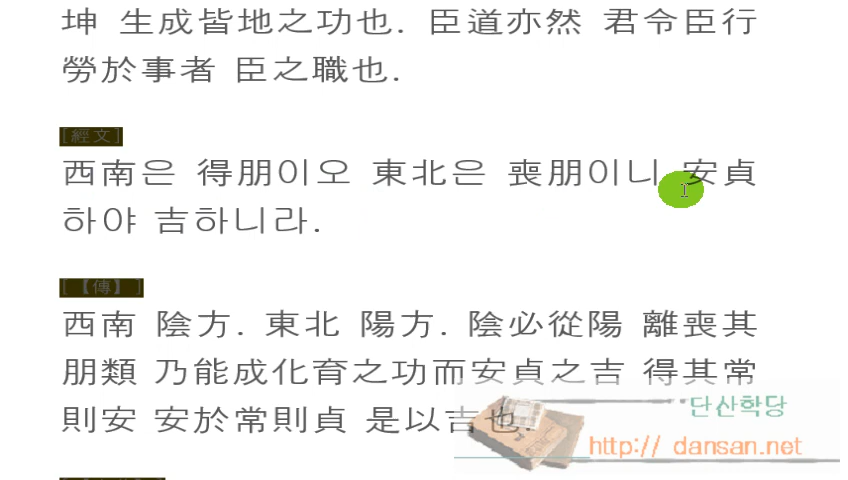 坤 生成皆地之功也. 臣道亦然 君令臣行
勞於事者 臣之職也.
[經文]
西南은 得朋이오 東北은 喪朋이니 安貞
하야 吉하니라.
[【傳】]
西南 陰方. 東北 陽方. 陰必從陽 離喪其
朋類 乃能成化育之功而安貞之吉 得其常
則安 安於常則貞 是以吉也.
단산학당
http:// dansan.net